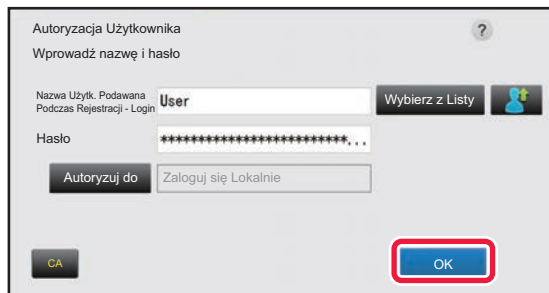 Autoryzacja Użytkownika
?
Wprowadź nazwę i hasło
Nazwa Użytk. Podawana
Podczas Rejestracji - Login
User
Wybierz z Listy
Hasło
*************************...
Autoryzuj do
Zaloguj się Lokalnie
CA
OK